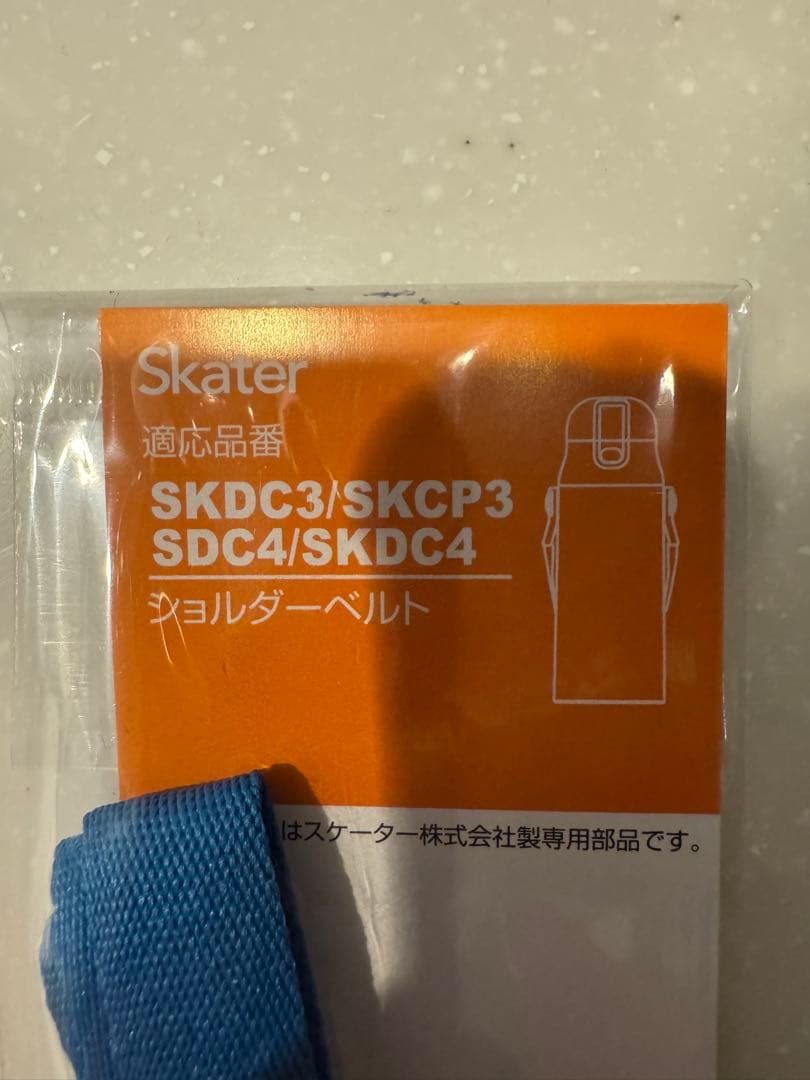 Skater
適応品番
SKDC3/SKCP3
SDC4/SKDC4
ショルダーベルト
はスケーター株式会社製専用部品です。